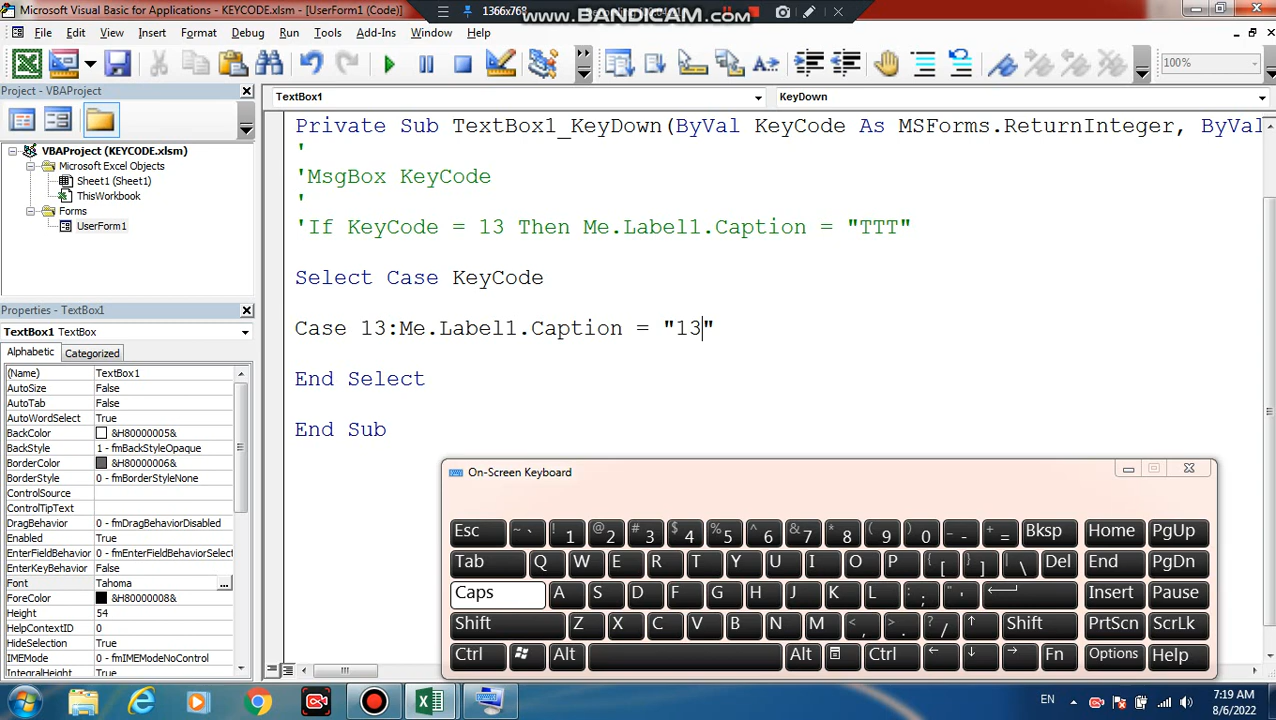 Microsoft Visual Basic for Applications - KEYCODE.xlsm - [UserForm1 (Code)]
1366x768
www.BANDICAM.com
File Edit View Insert Format Debug Run Tools Add-Ins Window Help
100%
Project - VBAProject
VBAProject (KEYCODE.xlsm)
Microsoft Excel Objects
Sheet1 (Sheet1)
ThisWorkbook
Forms
UserForm1
Properties - TextBox1
TextBox1 TextBox
Alphabetic Categorized
(Name) TextBox1
AutoSize False
AutoTab False
AutoWordSelect True
BackColor &H80000005&
BackStyle 1 - fmBackStyleOpaque
BorderColor &H80000006&
BorderStyle 0 - fmBorderStyleNone
ControlSource
ControlTipText
DragBehavior 0 - fmDragBehaviorDisabled
Enabled True
EnterFieldBehavior 0 - fmEnterFieldBehaviorSelect
EnterKeyBehavior False
Font Tahoma ...
ForeColor &H80000008&
Height 54
HelpContextID 0
HideSelection True
IMEMode 0 - fmIMEModeNoControl
IntegralHeight True
TextBox1 KeyDown
Private Sub TextBox1_KeyDown(ByVal KeyCode As MSForms.ReturnInteger, ByVal
'
'MsgBox KeyCode
'
'If KeyCode = 13 Then Me.Label1.Caption = "TTT"
Select Case KeyCode
Case 13:Me.Label1.Caption = "13"
End Select
End Sub
On-Screen Keyboard
Esc ~ ` ! 1 @ 2 # 3 $ 4 % 5 ^ 6 & 7 * 8 ( 9 ) 0 _ - + = Bksp Home PgUp
Tab Q W E R T Y U I O P { [ } ] | \ Del End PgDn
Caps A S D F G H J K L : ; " ' Insert Pause
Shift Z X C V B N M < , > . ? / ↑ Shift PrtScn ScrLk
Ctrl Alt Alt Ctrl ← ↓ → Fn Options Help
EN
7:19 AM
8/6/2022